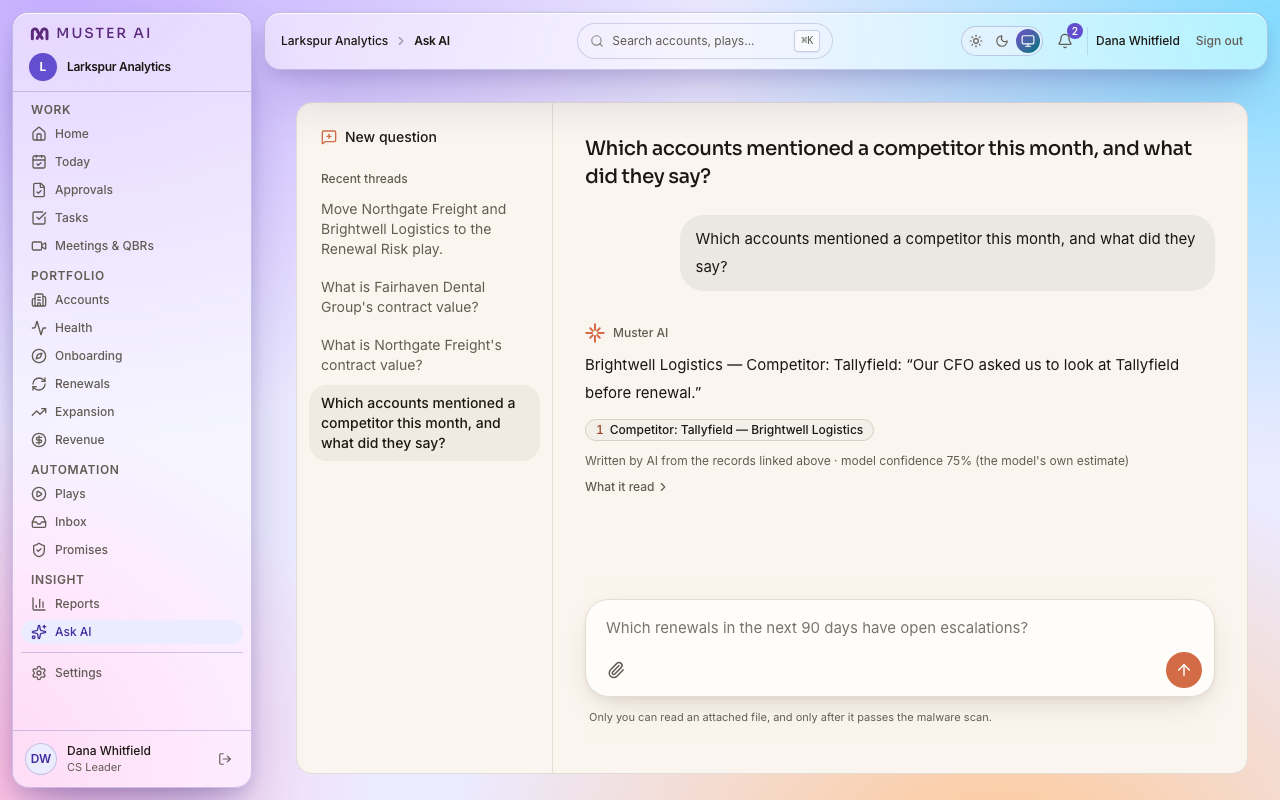 MUSTER AI
L
Larkspur Analytics
WORK
Home
Today
Approvals
Tasks
Meetings & QBRs
PORTFOLIO
Accounts
Health
Onboarding
Renewals
Expansion
Revenue
AUTOMATION
Plays
Inbox
Promises
INSIGHT
Reports
Ask AI
Settings
DW
Dana Whitfield
CS Leader
Larkspur Analytics
Ask AI
Search accounts, plays...
⌘K
2
Dana Whitfield
Sign out
New question
Recent threads
Move Northgate Freight and
Brightwell Logistics to the
Renewal Risk play.
What is Fairhaven Dental
Group's contract value?
What is Northgate Freight's
contract value?
Which accounts mentioned a
competitor this month, and
what did they say?
Which accounts mentioned a competitor this month, and what
did they say?
Which accounts mentioned a competitor this month, and what did they
say?
Muster AI
Brightwell Logistics — Competitor: Tallyfield: “Our CFO asked us to look at Tallyfield
before renewal.”
1 Competitor: Tallyfield — Brightwell Logistics
Written by AI from the records linked above · model confidence 75% (the model's own estimate)
What it read
Which renewals in the next 90 days have open escalations?
Only you can read an attached file, and only after it passes the malware scan.